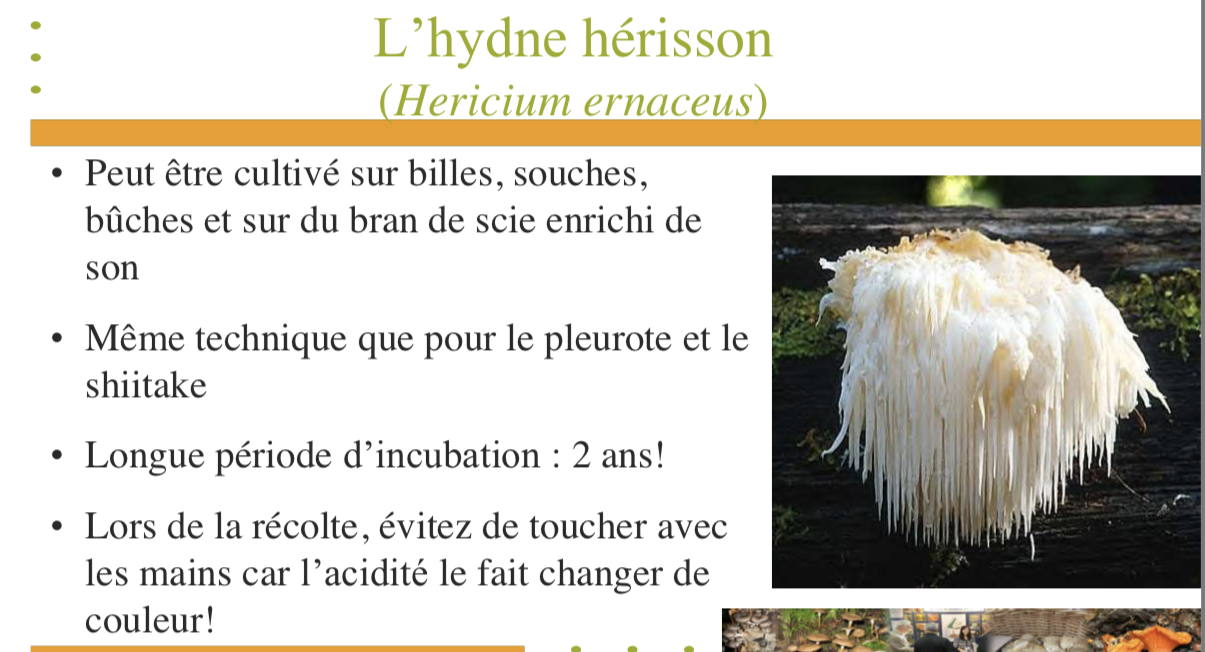 L’hydne hérisson
(Hericium ernaceus)
• Peut être cultivé sur billes, souches,
bûches et sur du bran de scie enrichi de
son
• Même technique que pour le pleurote et le
shiitake
• Longue période d’incubation : 2 ans!
• Lors de la récolte, évitez de toucher avec
les mains car l’acidité le fait changer de
couleur!